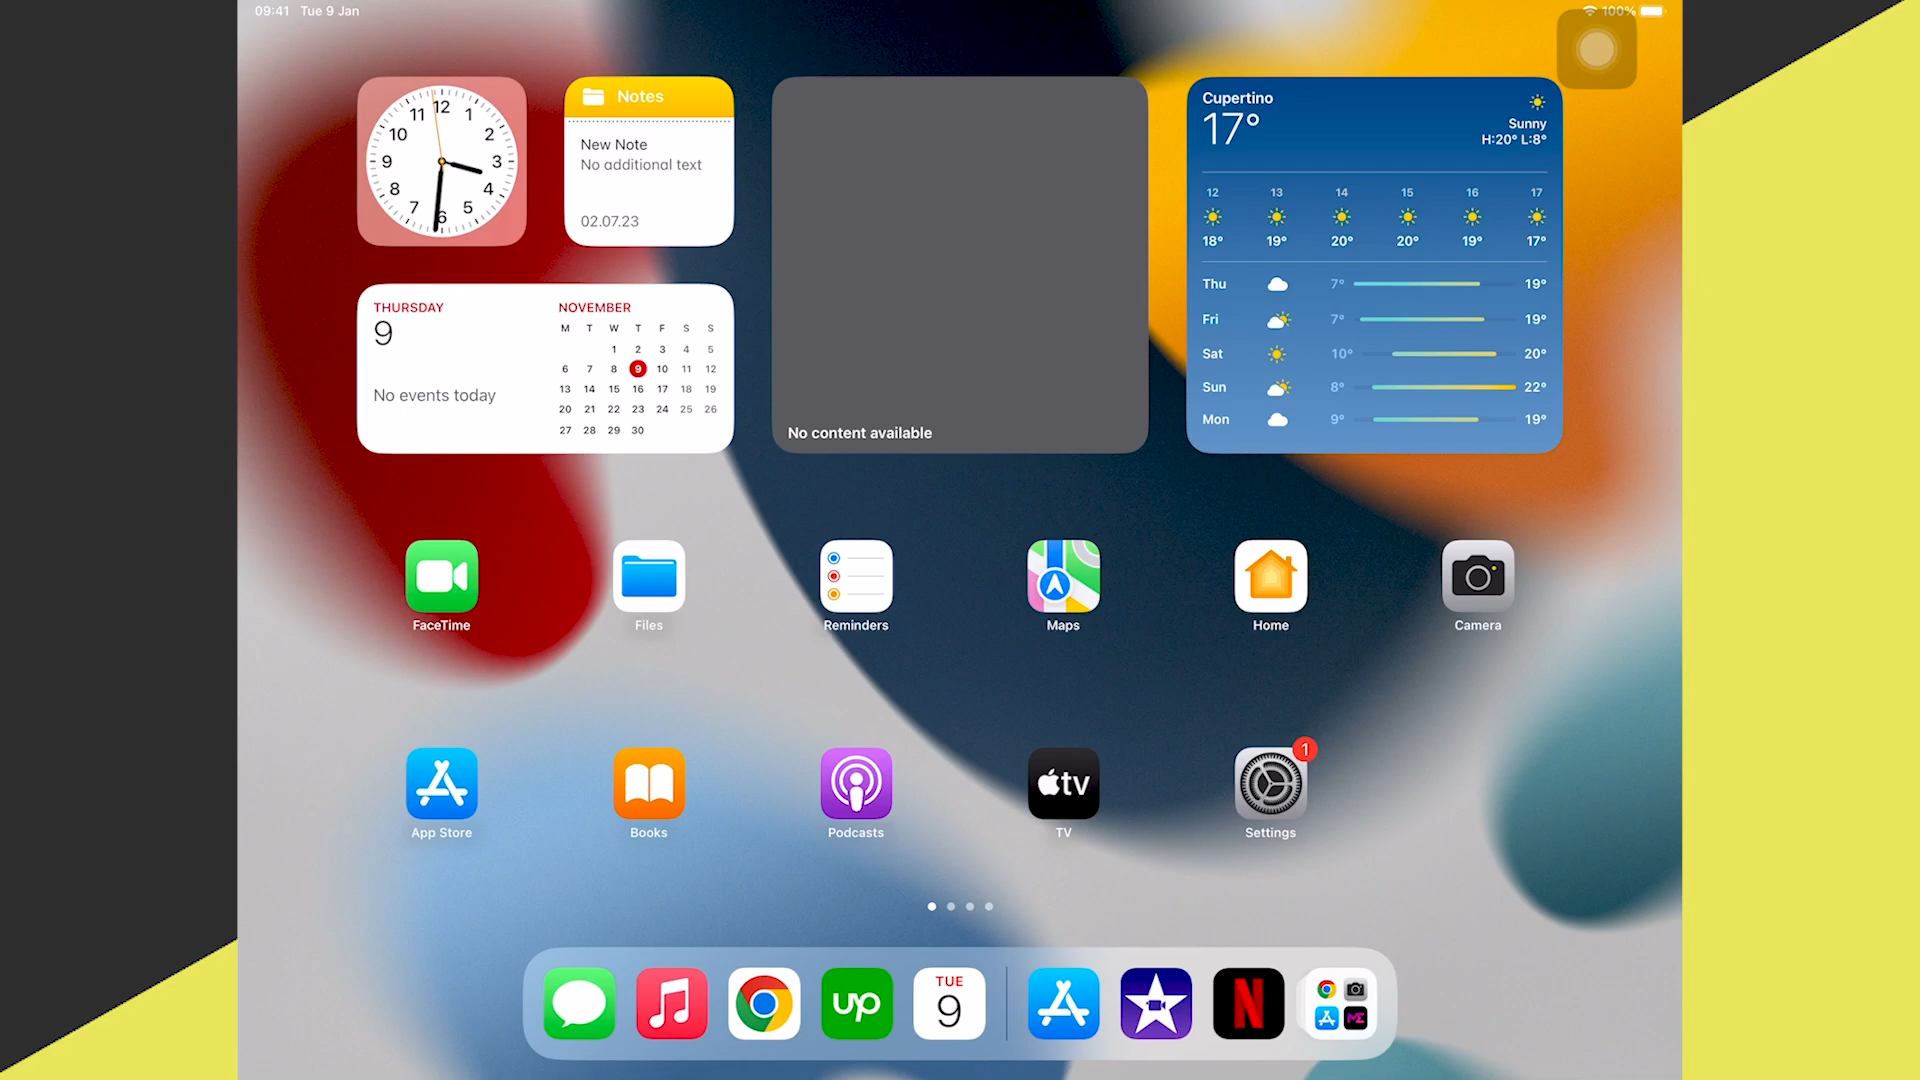 09:41 Tue 9 Jan
100%
12
1
2
3
4
5
6
7
8
9
10
11
Notes
New Note
No additional text
02.07.23
No content available
Cupertino
17°
Sunny
H:20° L:8°
12 13 14 15 16 17
18° 19° 20° 20° 19° 17°
Thu 7° 19°
Fri 7° 19°
Sat 10° 20°
Sun 8° 22°
Mon 9° 19°
THURSDAY
9
No events today
NOVEMBER
M T W T F S S
1 2 3 4 5
6 7 8 9 10 11 12
13 14 15 16 17 18 19
20 21 22 23 24 25 26
27 28 29 30
FaceTime
Files
Reminders
Maps
Home
Camera
App Store
Books
Podcasts
tv
TV
1
Settings
up
TUE
9
N